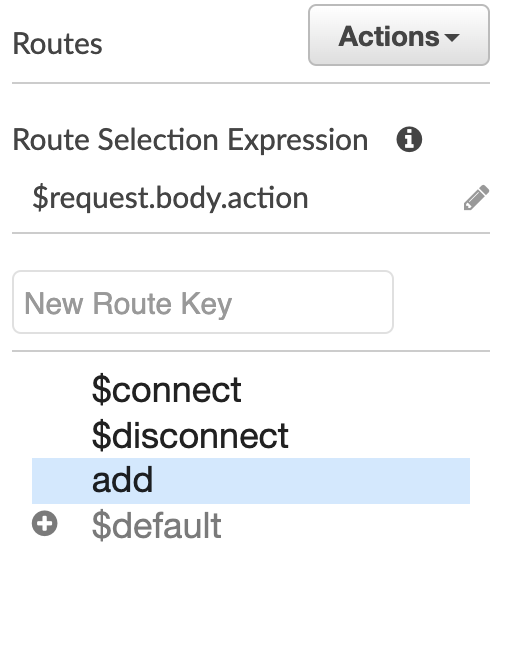 Routes
Actions
Route Selection Expression
$request.body.action
New Route Key
$connect
$disconnect
add
$default